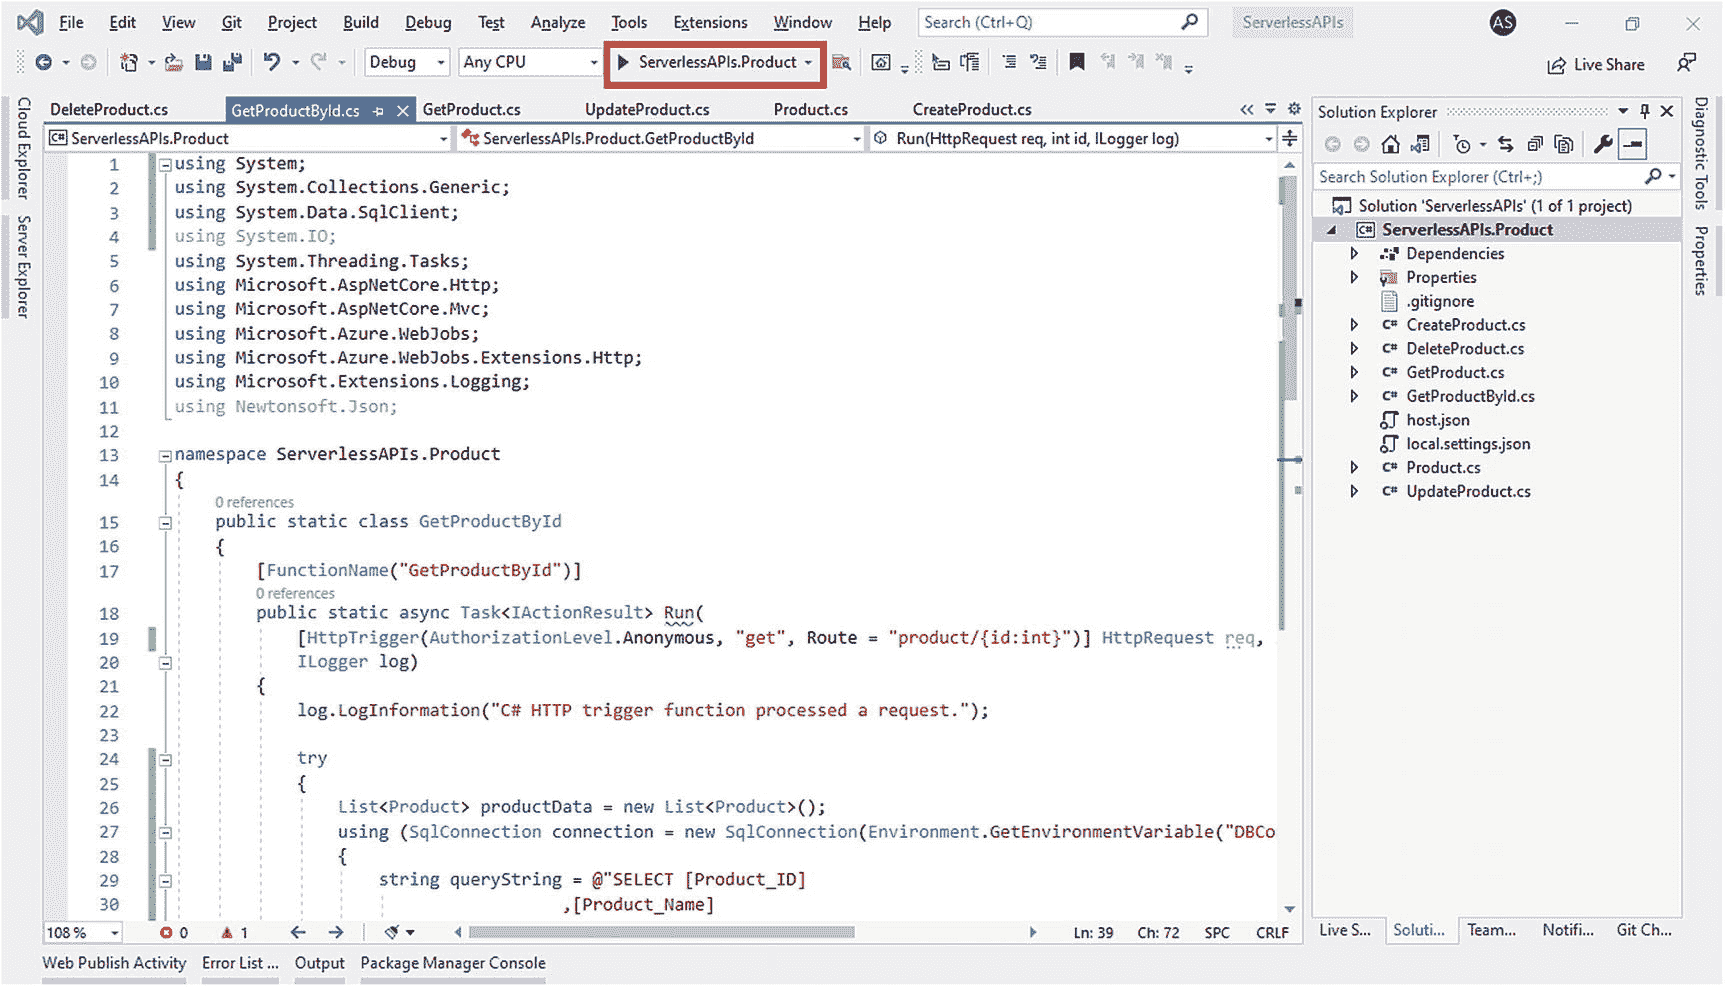 File Edit View Git Project Build Debug Test Analyze Tools Extensions Window Help Search (Ctrl+Q) ServerlessAPIs AS
Debug Any CPU ServerlessAPIs.Product Live Share
DeleteProduct.cs GetProductById.cs GetProduct.cs UpdateProduct.cs Product.cs CreateProduct.cs
C# ServerlessAPIs.Product ServerlessAPIs.Product.GetProductById Run(HttpRequest req, int id, ILogger log)
Cloud Explorer
Server Explorer
1 using System;
2 using System.Collections.Generic;
3 using System.Data.SqlClient;
4 using System.IO;
5 using System.Threading.Tasks;
6 using Microsoft.AspNetCore.Http;
7 using Microsoft.AspNetCore.Mvc;
8 using Microsoft.Azure.WebJobs;
9 using Microsoft.Azure.WebJobs.Extensions.Http;
10 using Microsoft.Extensions.Logging;
11 using Newtonsoft.Json;
12
13 namespace ServerlessAPIs.Product
14 {
0 references
15 public static class GetProductById
16 {
17 [FunctionName("GetProductById")]
0 references
18 public static async Task<IActionResult> Run(
19 [HttpTrigger(AuthorizationLevel.Anonymous, "get", Route = "product/{id:int}")] HttpRequest req,
20 ILogger log)
21 {
22 log.LogInformation("C# HTTP trigger function processed a request.");
23
24 try
25 {
26 List<Product> productData = new List<Product>();
27 using (SqlConnection connection = new SqlConnection(Environment.GetEnvironmentVariable("DBCo
28 {
29 string queryString = @"SELECT [Product_ID]
30 ,[Product_Name]
108 % 0 1 Ln: 39 Ch: 72 SPC CRLF
Web Publish Activity Error List ... Output Package Manager Console
Solution Explorer
Search Solution Explorer (Ctrl+;)
Solution 'ServerlessAPIs' (1 of 1 project)
C# ServerlessAPIs.Product
Dependencies
Properties
.gitignore
C# CreateProduct.cs
C# DeleteProduct.cs
C# GetProduct.cs
C# GetProductById.cs
host.json
local.settings.json
C# Product.cs
C# UpdateProduct.cs
Live S... Soluti... Team... Notifi... Git Ch...
Diagnostic Tools
Properties